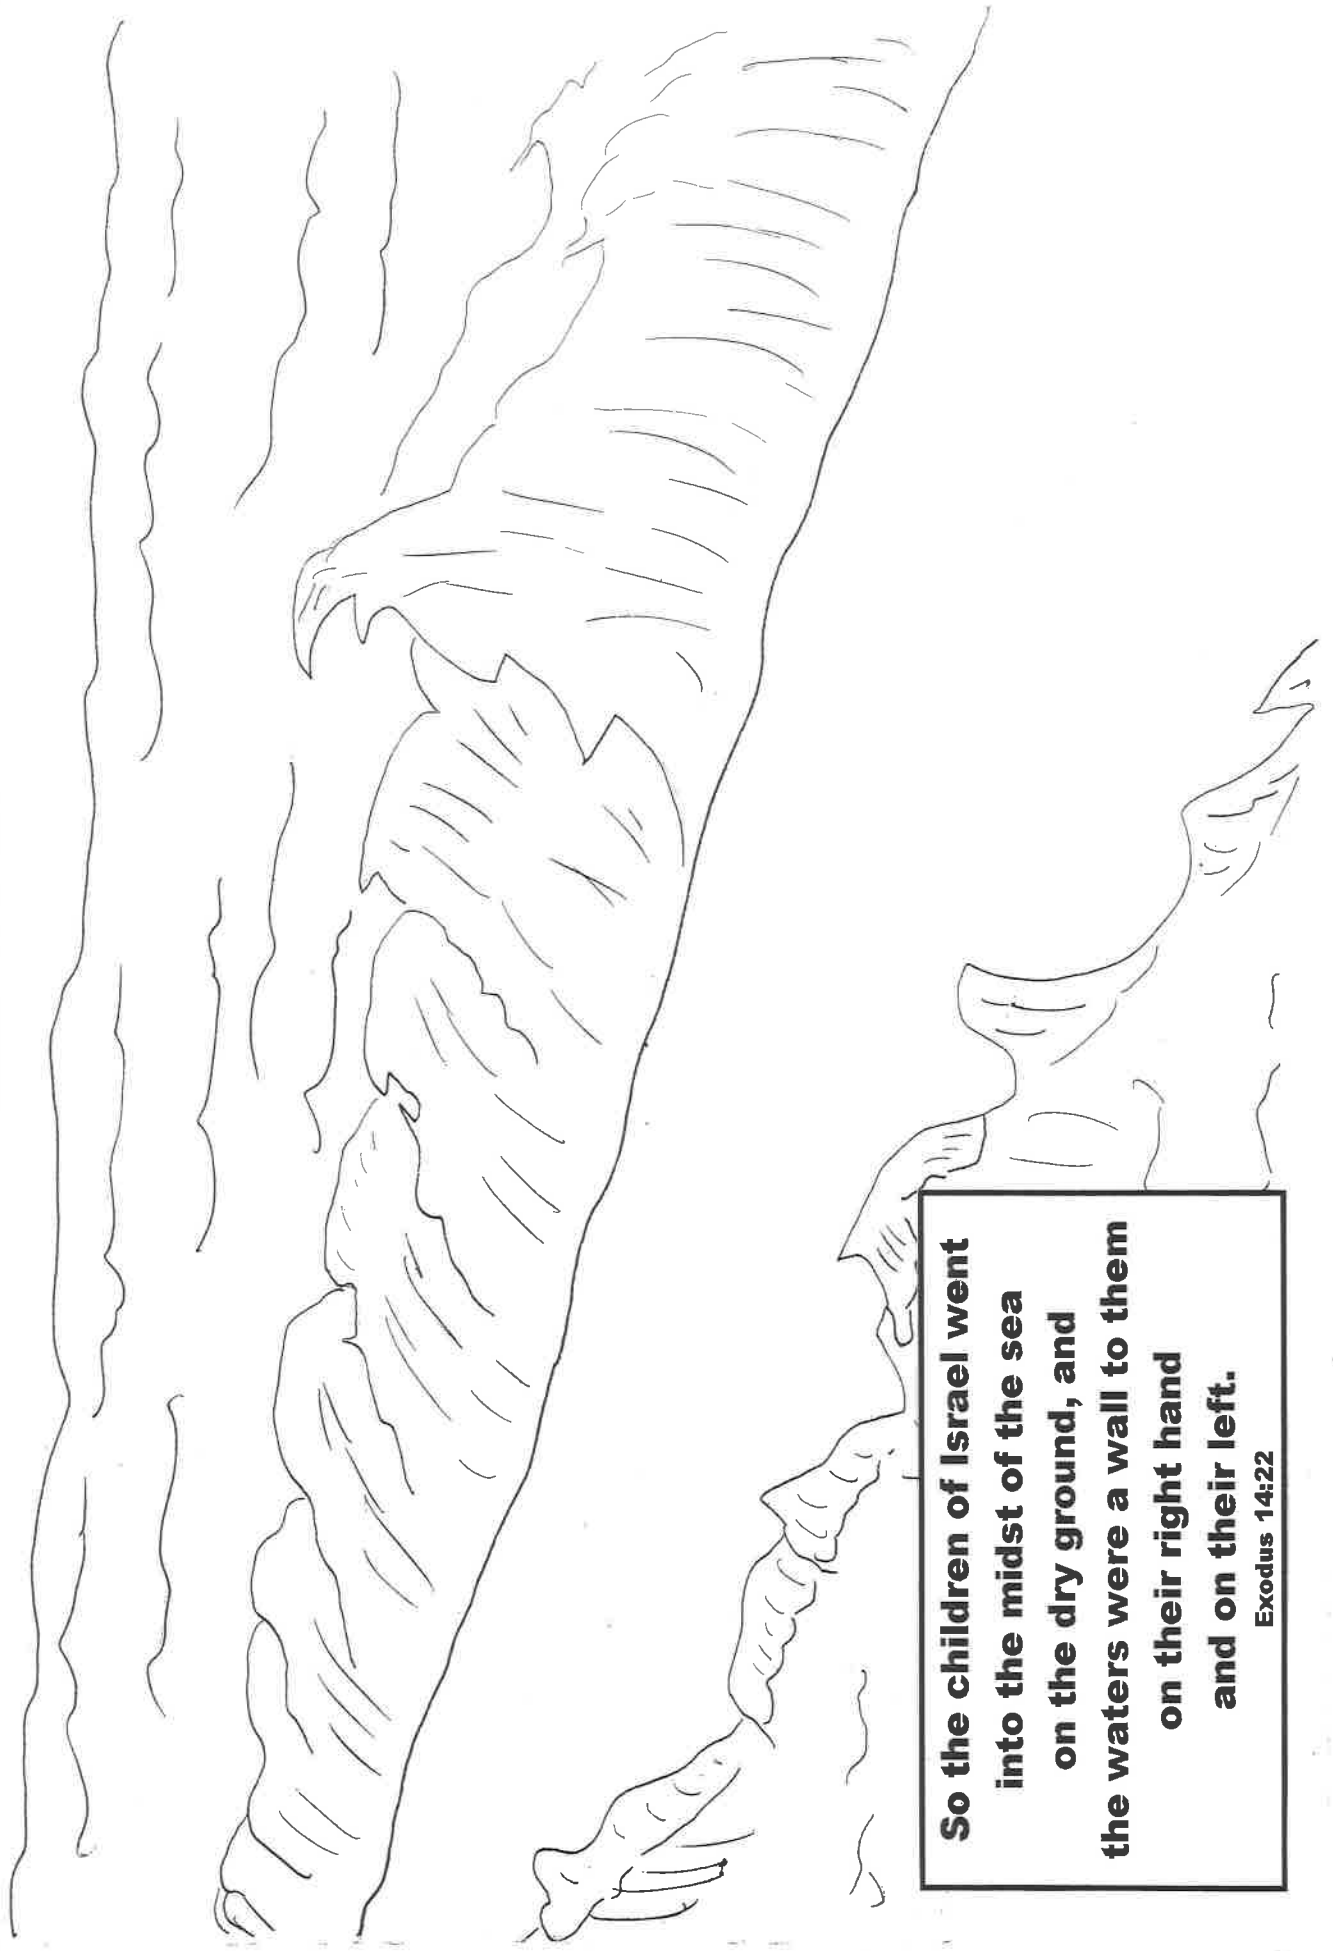 So the children of Israel went
into the midst of the sea
on the dry ground, and
the waters were a wall to them
on their right hand
and on their left.
Exodus 14:22